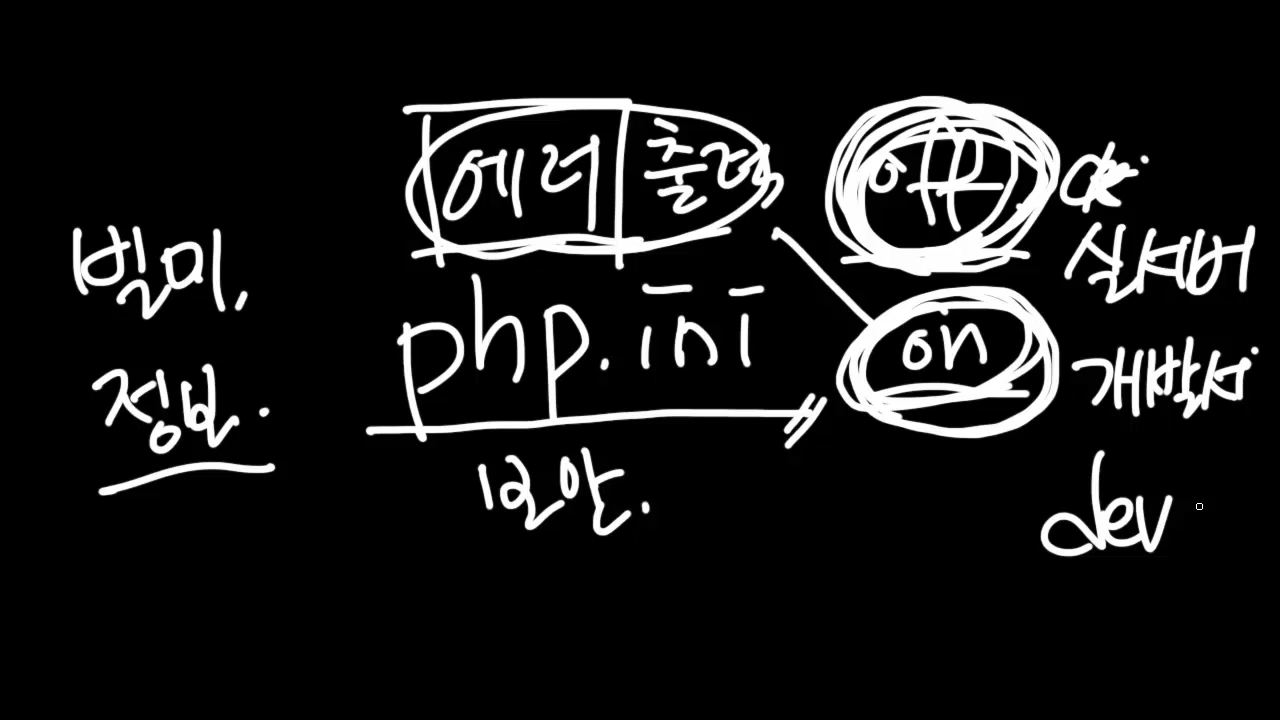 에러 출력 off
실서버
빌미,
php.ini on
개발서
정보.
보안.
dev